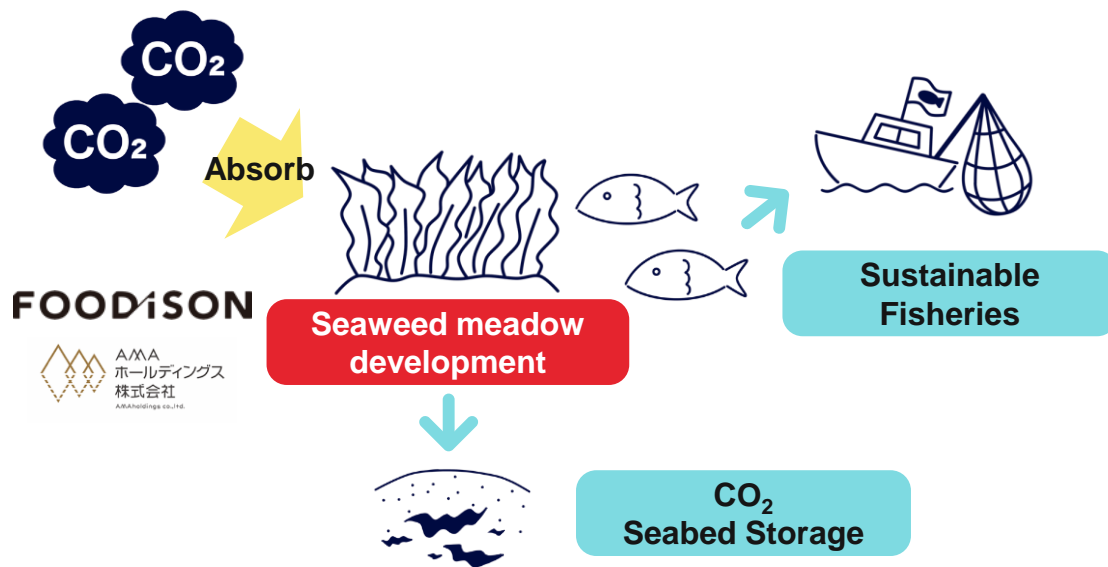 CO₂
CO₂
Absorb
FOODiSON
AMA
ホールディングス
株式会社
AMAholdings co.,ltd.
Seaweed meadow
development
Sustainable
Fisheries
CO₂
Seabed Storage